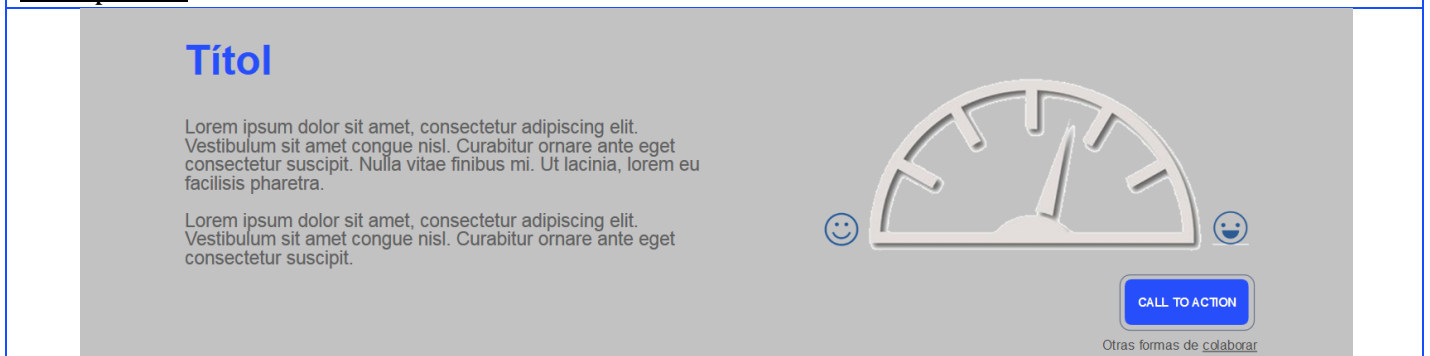 Títol
Lorem ipsum dolor sit amet, consectetur adipiscing elit.
Vestibulum sit amet congue nisl. Curabitur ornare ante eget
consectetur suscipit. Nulla vitae finibus mi. Ut lacinia, lorem eu
facilisis pharetra.
Lorem ipsum dolor sit amet, consectetur adipiscing elit.
Vestibulum sit amet congue nisl. Curabitur ornare ante eget
consectetur suscipit.
CALL TO ACTION
Otras formas de colaborar